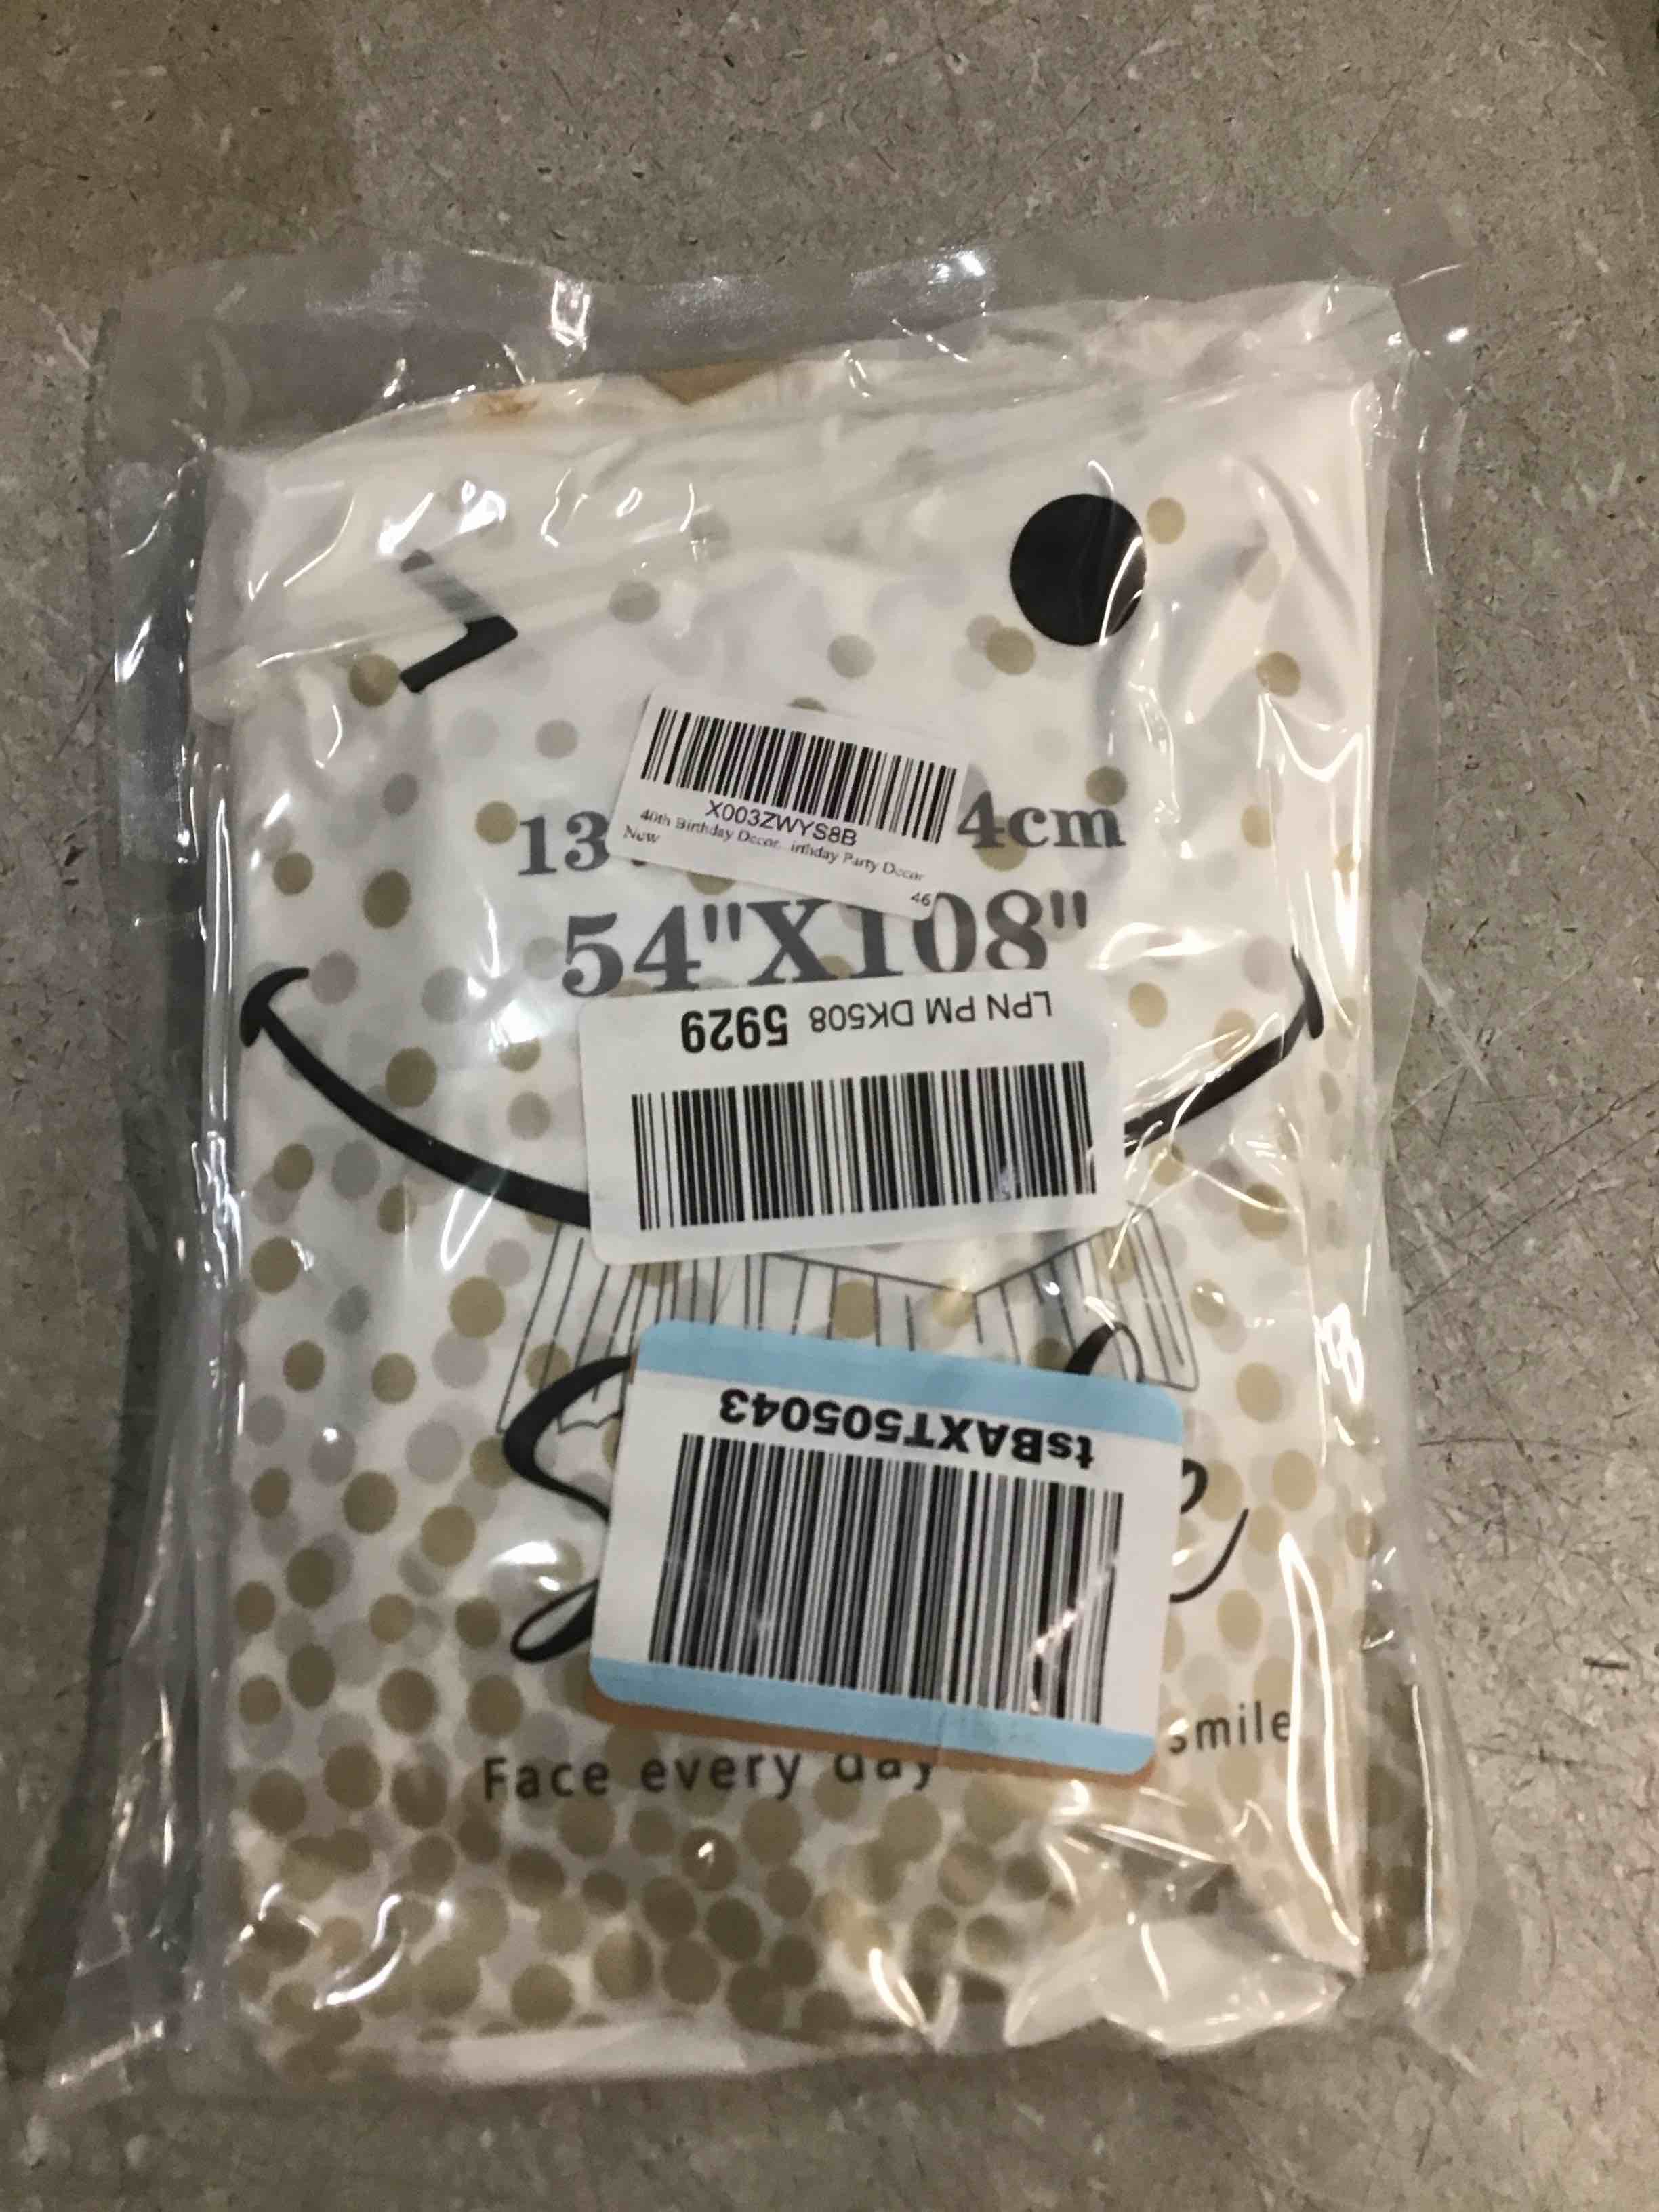 X003ZWYS8B
40th Birthday Decor...irthday Party Decor
New
46
13
4cm
54"X108"
LPN PM DK508 5929
tsBAXT505043
Face every day
smile